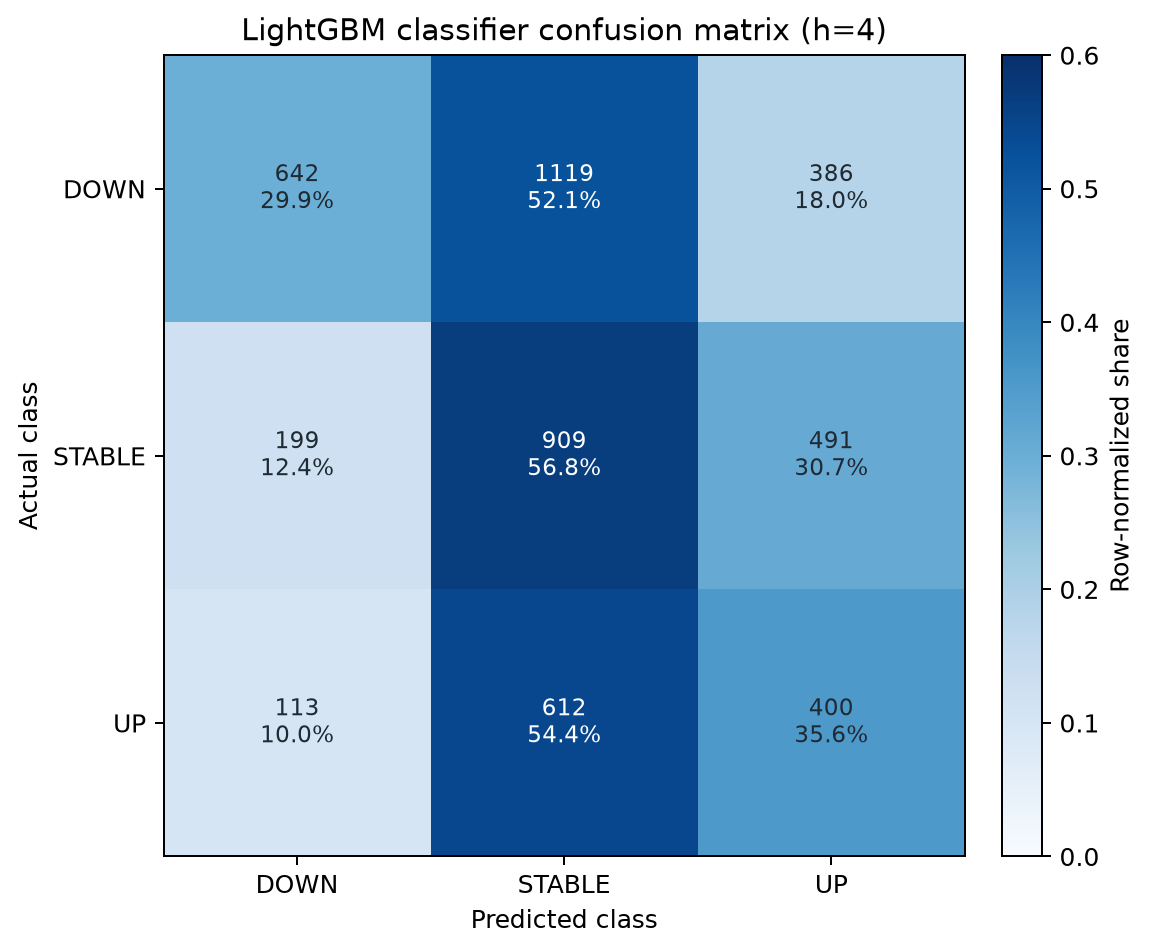 LightGBM classifier confusion matrix (h=4)
DOWN
642
29.9%
1119
52.1%
386
18.0%
STABLE
199
12.4%
909
56.8%
491
30.7%
UP
113
10.0%
612
54.4%
400
35.6%
Actual class
DOWN
STABLE
UP
Predicted class
0.6
0.5
0.4
0.3
0.2
0.1
0.0
Row-normalized share